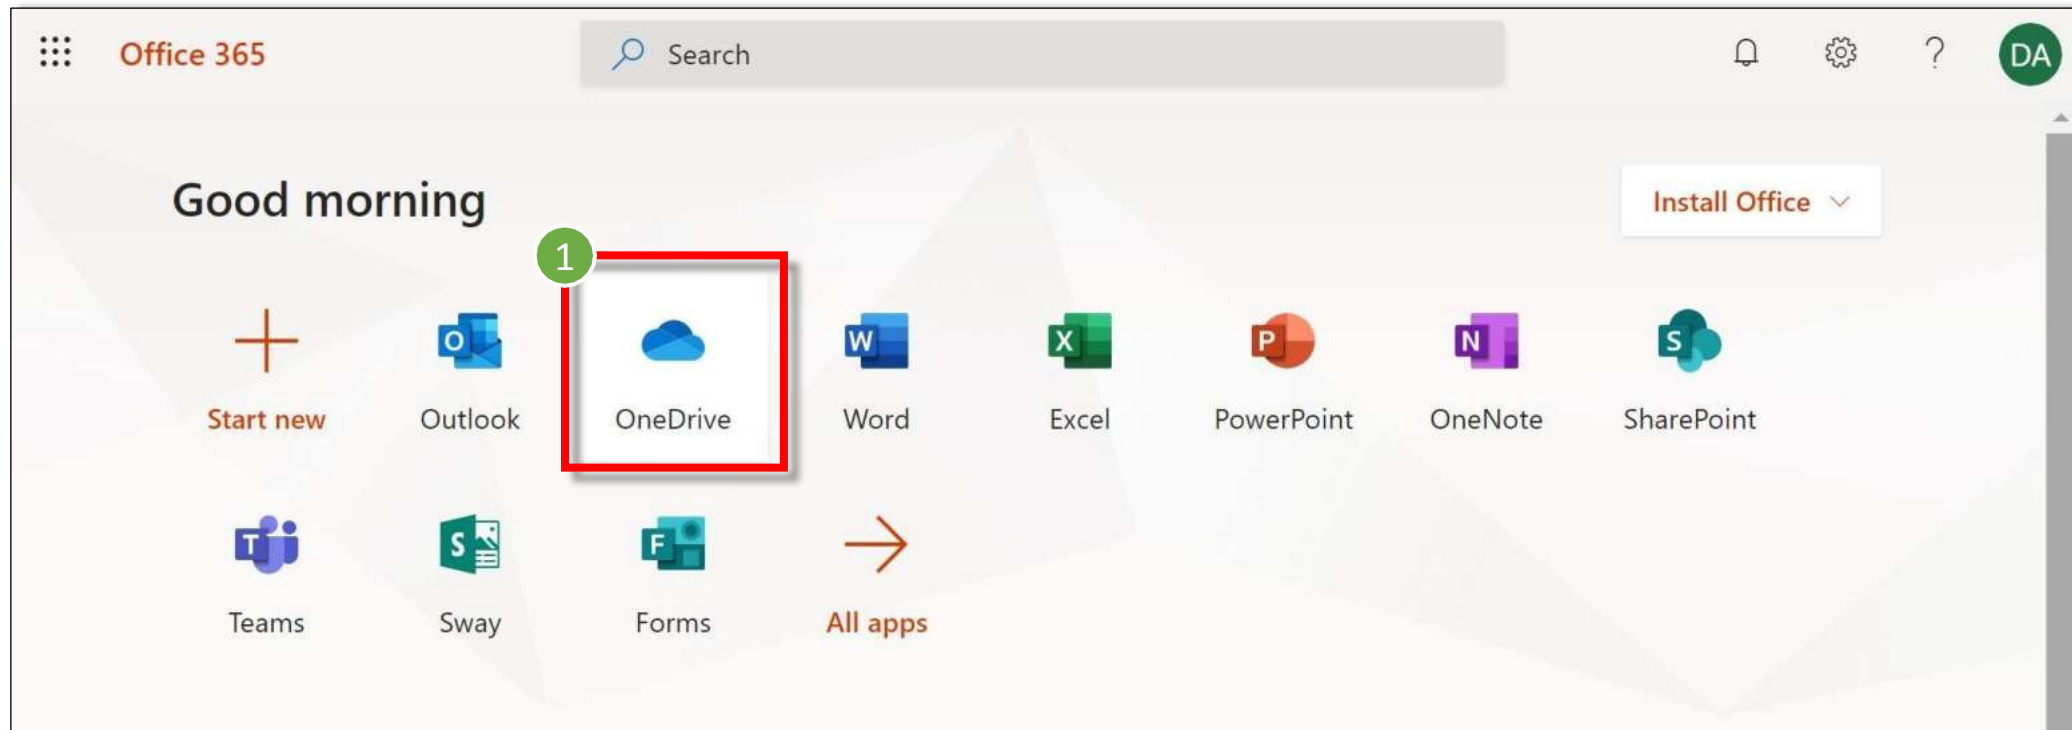 Office 365
Search
?
DA
Good morning
Install Office
1
O
W
X
P
N
S
Start new
Outlook
OneDrive
Word
Excel
PowerPoint
OneNote
SharePoint
T
S
F
Teams
Sway
Forms
All apps